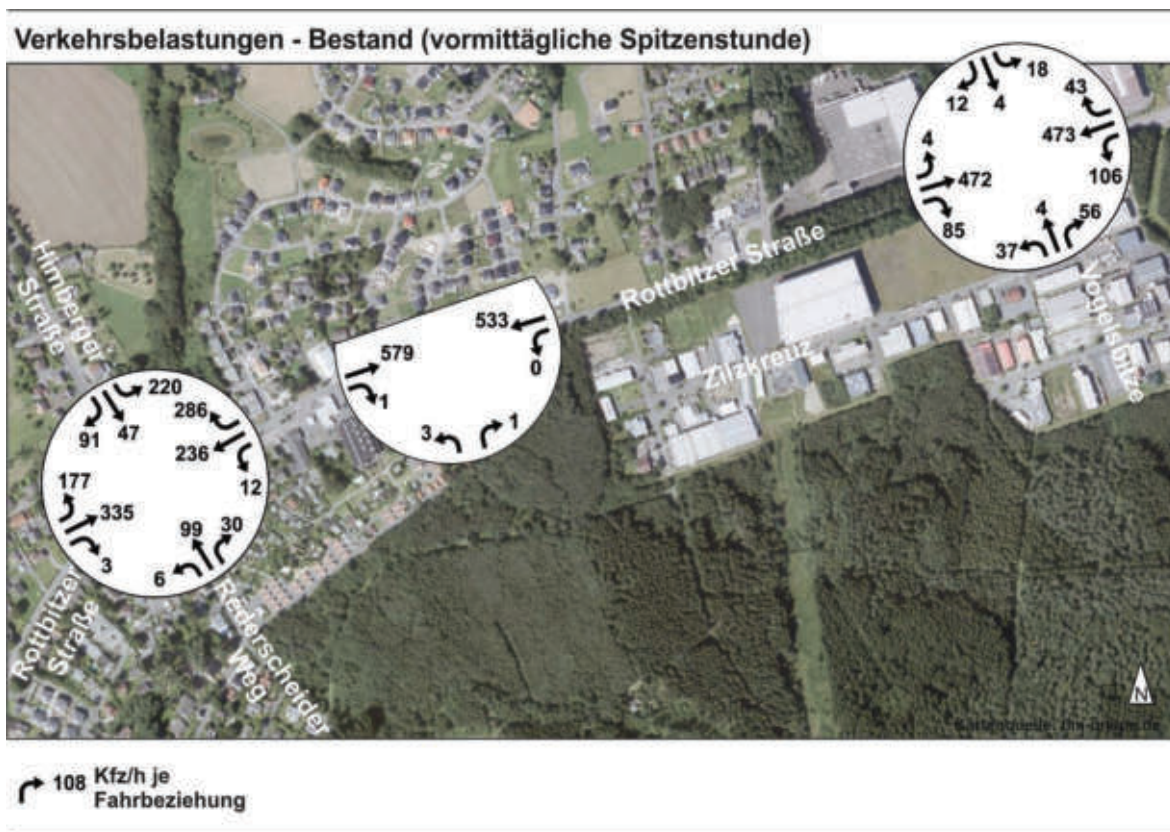 Verkehrsbelastungen - Bestand (vormittägliche Spitzenstunde)
18
12
4
43
473
106
4
472
85
4
56
37
Himberger
Straße
Rottbitzer Straße
Vogelsbitze
Zilzkreuz
533
0
579
1
3
1
220
91
47
286
236
12
177
335
3
99
30
6
Rottbitzer
Straße
Rederscheider
Weg
N
Kartenquelle:
108 Kfz/h je
Fahrbeziehung